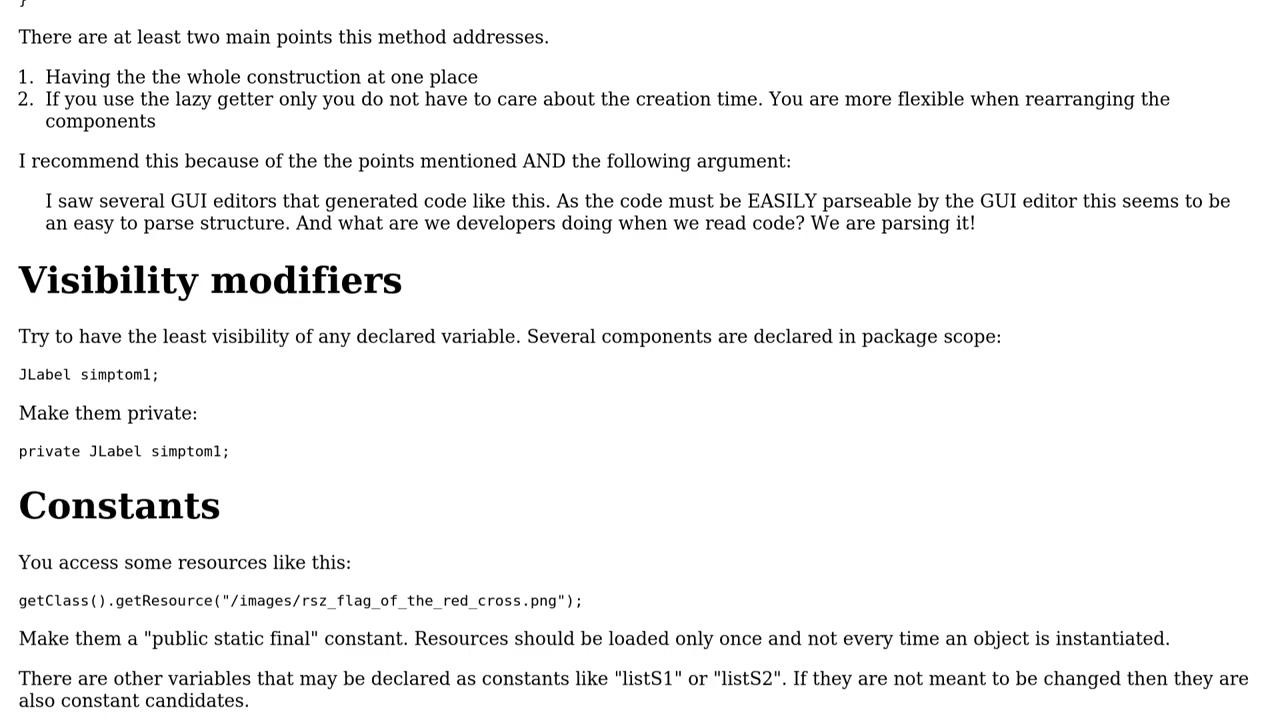 }
There are at least two main points this method addresses.
1. Having the the whole construction at one place
2. If you use the lazy getter only you do not have to care about the creation time. You are more flexible when rearranging the
components
I recommend this because of the the points mentioned AND the following argument:
I saw several GUI editors that generated code like this. As the code must be EASILY parseable by the GUI editor this seems to be
an easy to parse structure. And what are we developers doing when we read code? We are parsing it!
Visibility modifiers
Try to have the least visibility of any declared variable. Several components are declared in package scope:
JLabel simptom1;
Make them private:
private JLabel simptom1;
Constants
You access some resources like this:
getClass().getResource("/images/rsz_flag_of_the_red_cross.png");
Make them a "public static final" constant. Resources should be loaded only once and not every time an object is instantiated.
There are other variables that may be declared as constants like "listS1" or "listS2". If they are not meant to be changed then they are
also constant candidates.